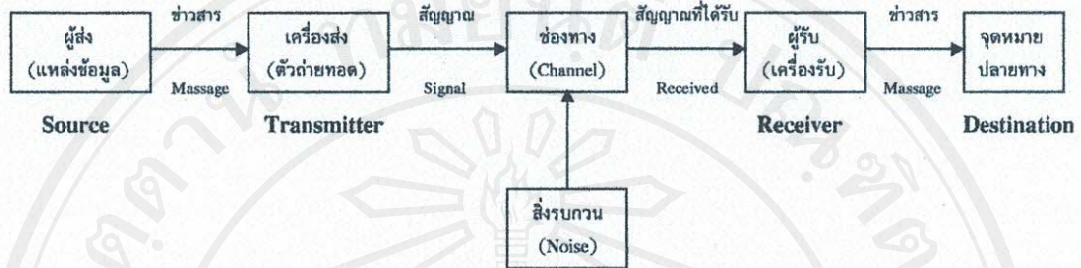 ข่าวสาร
สัญญาณ
สัญญาณที่ได้รับ
ข่าวสาร
ผู้ส่ง
(แหล่งข้อมูล)
เครื่องส่ง
(ตัวถ่ายทอด)
ช่องทาง
(Channel)
ผู้รับ
(เครื่องรับ)
จุดหมาย
ปลายทาง
Massage
Signal
Received
Massage
Source
Transmitter
Receiver
Destination
สิ่งรบกวน
(Noise)